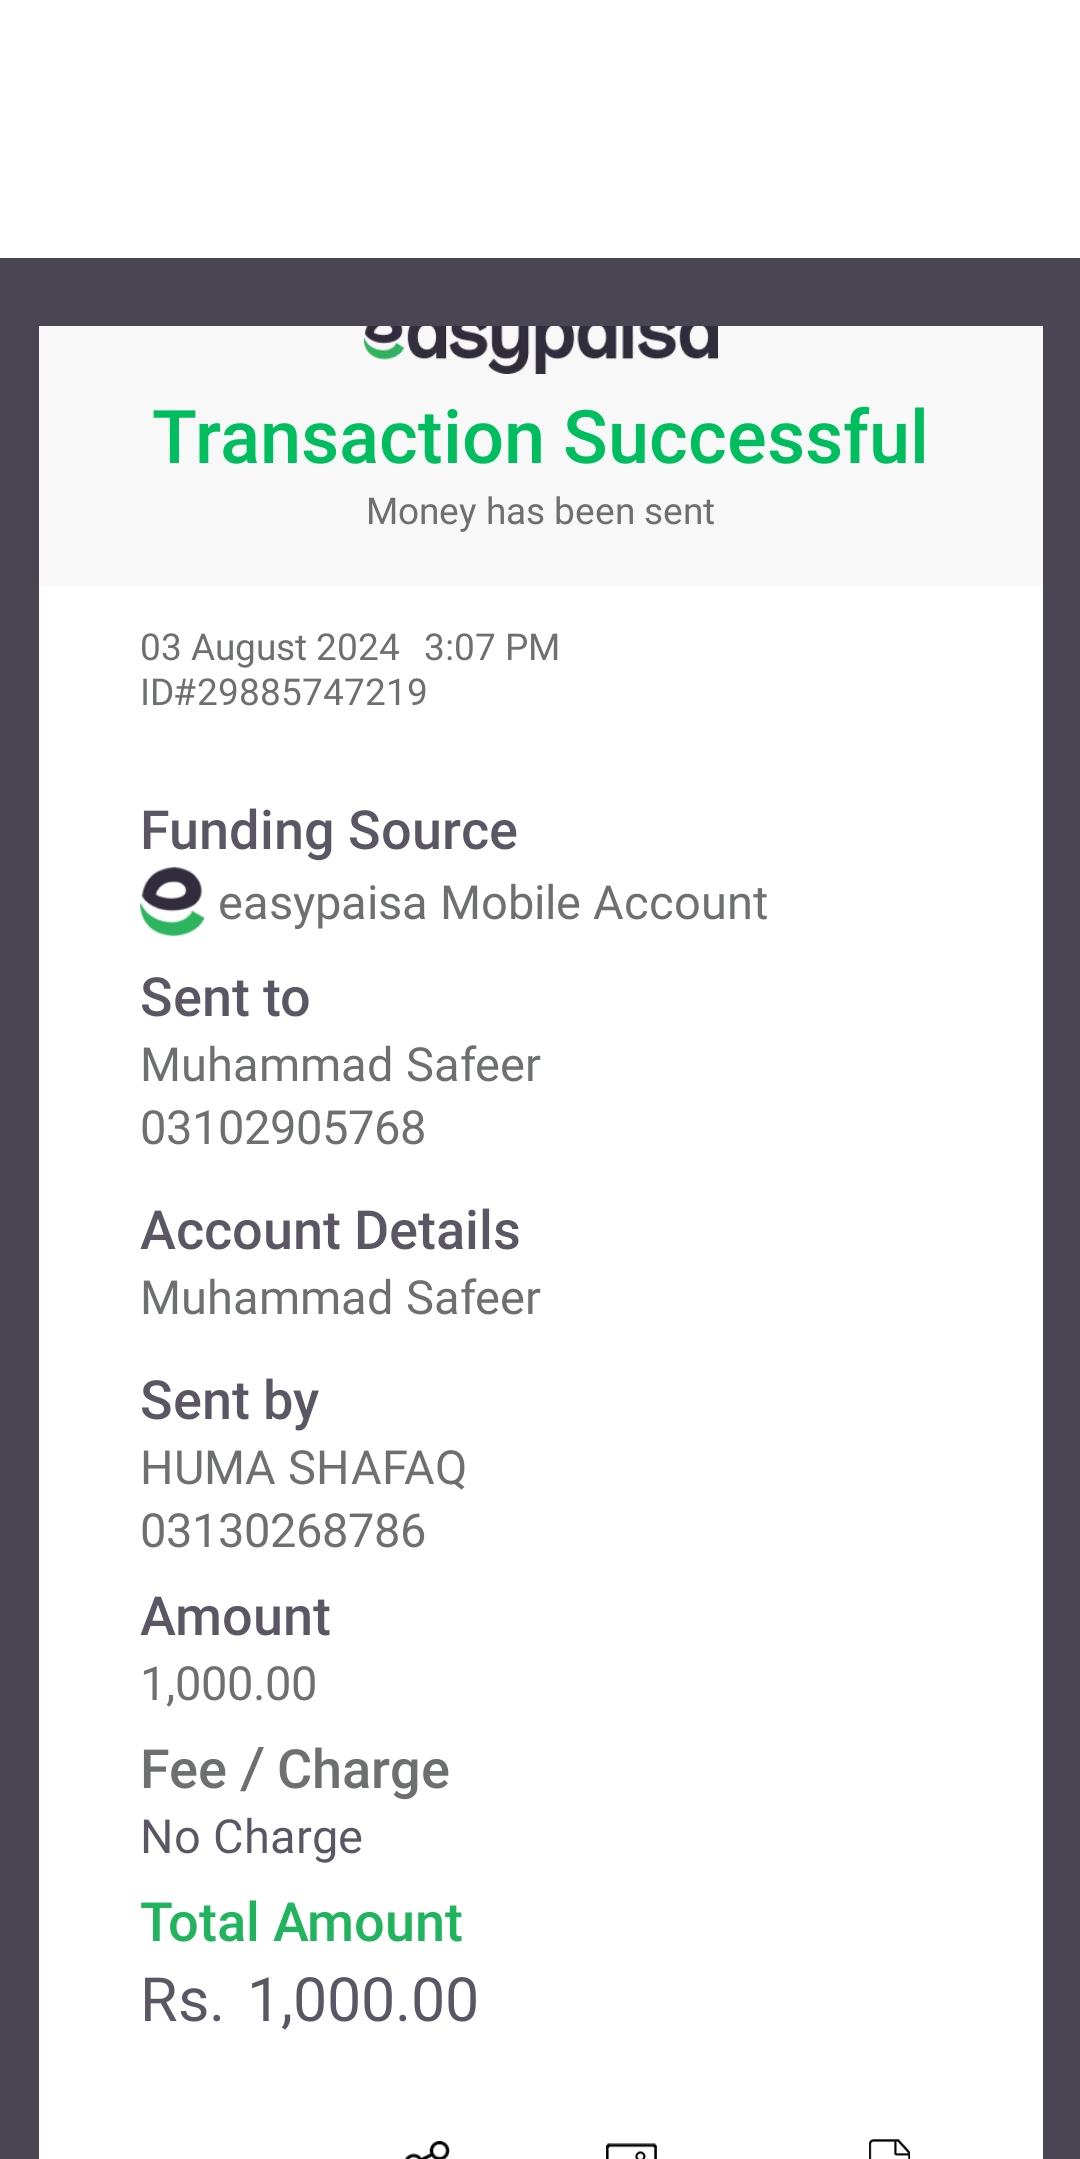 easypaisa
Transaction Successful
Money has been sent
03 August 2024 3:07 PM
ID#29885747219
Funding Source
easypaisa Mobile Account
Sent to
Muhammad Safeer
03102905768
Account Details
Muhammad Safeer
Sent by
HUMA SHAFAQ
03130268786
Amount
1,000.00
Fee / Charge
No Charge
Total Amount
Rs. 1,000.00